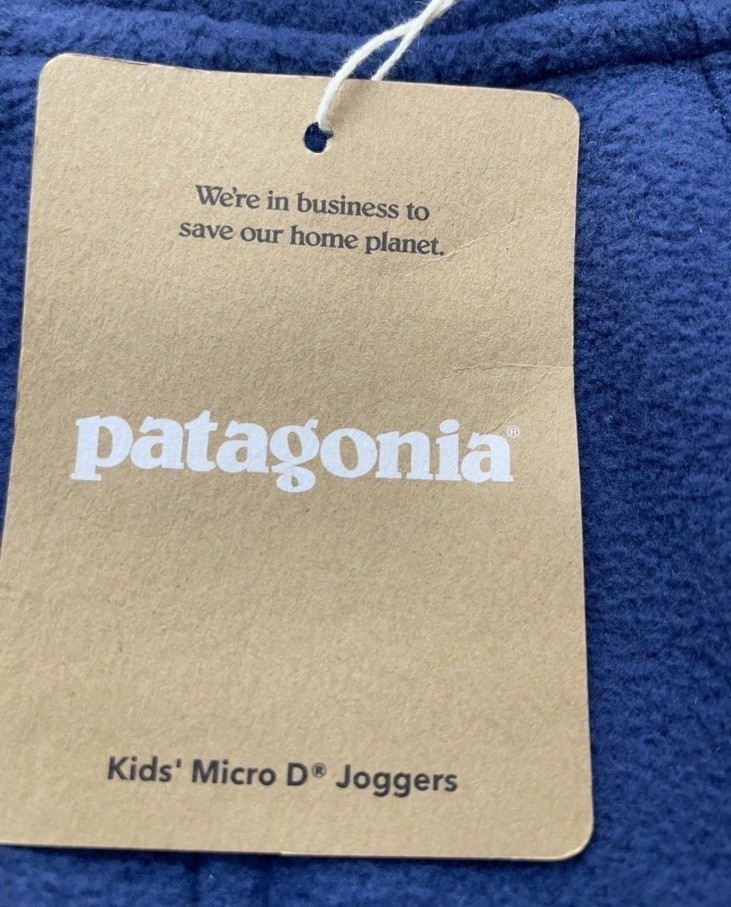 We're in business to
save our home planet.
patagonia®
Kids' Micro D® Joggers